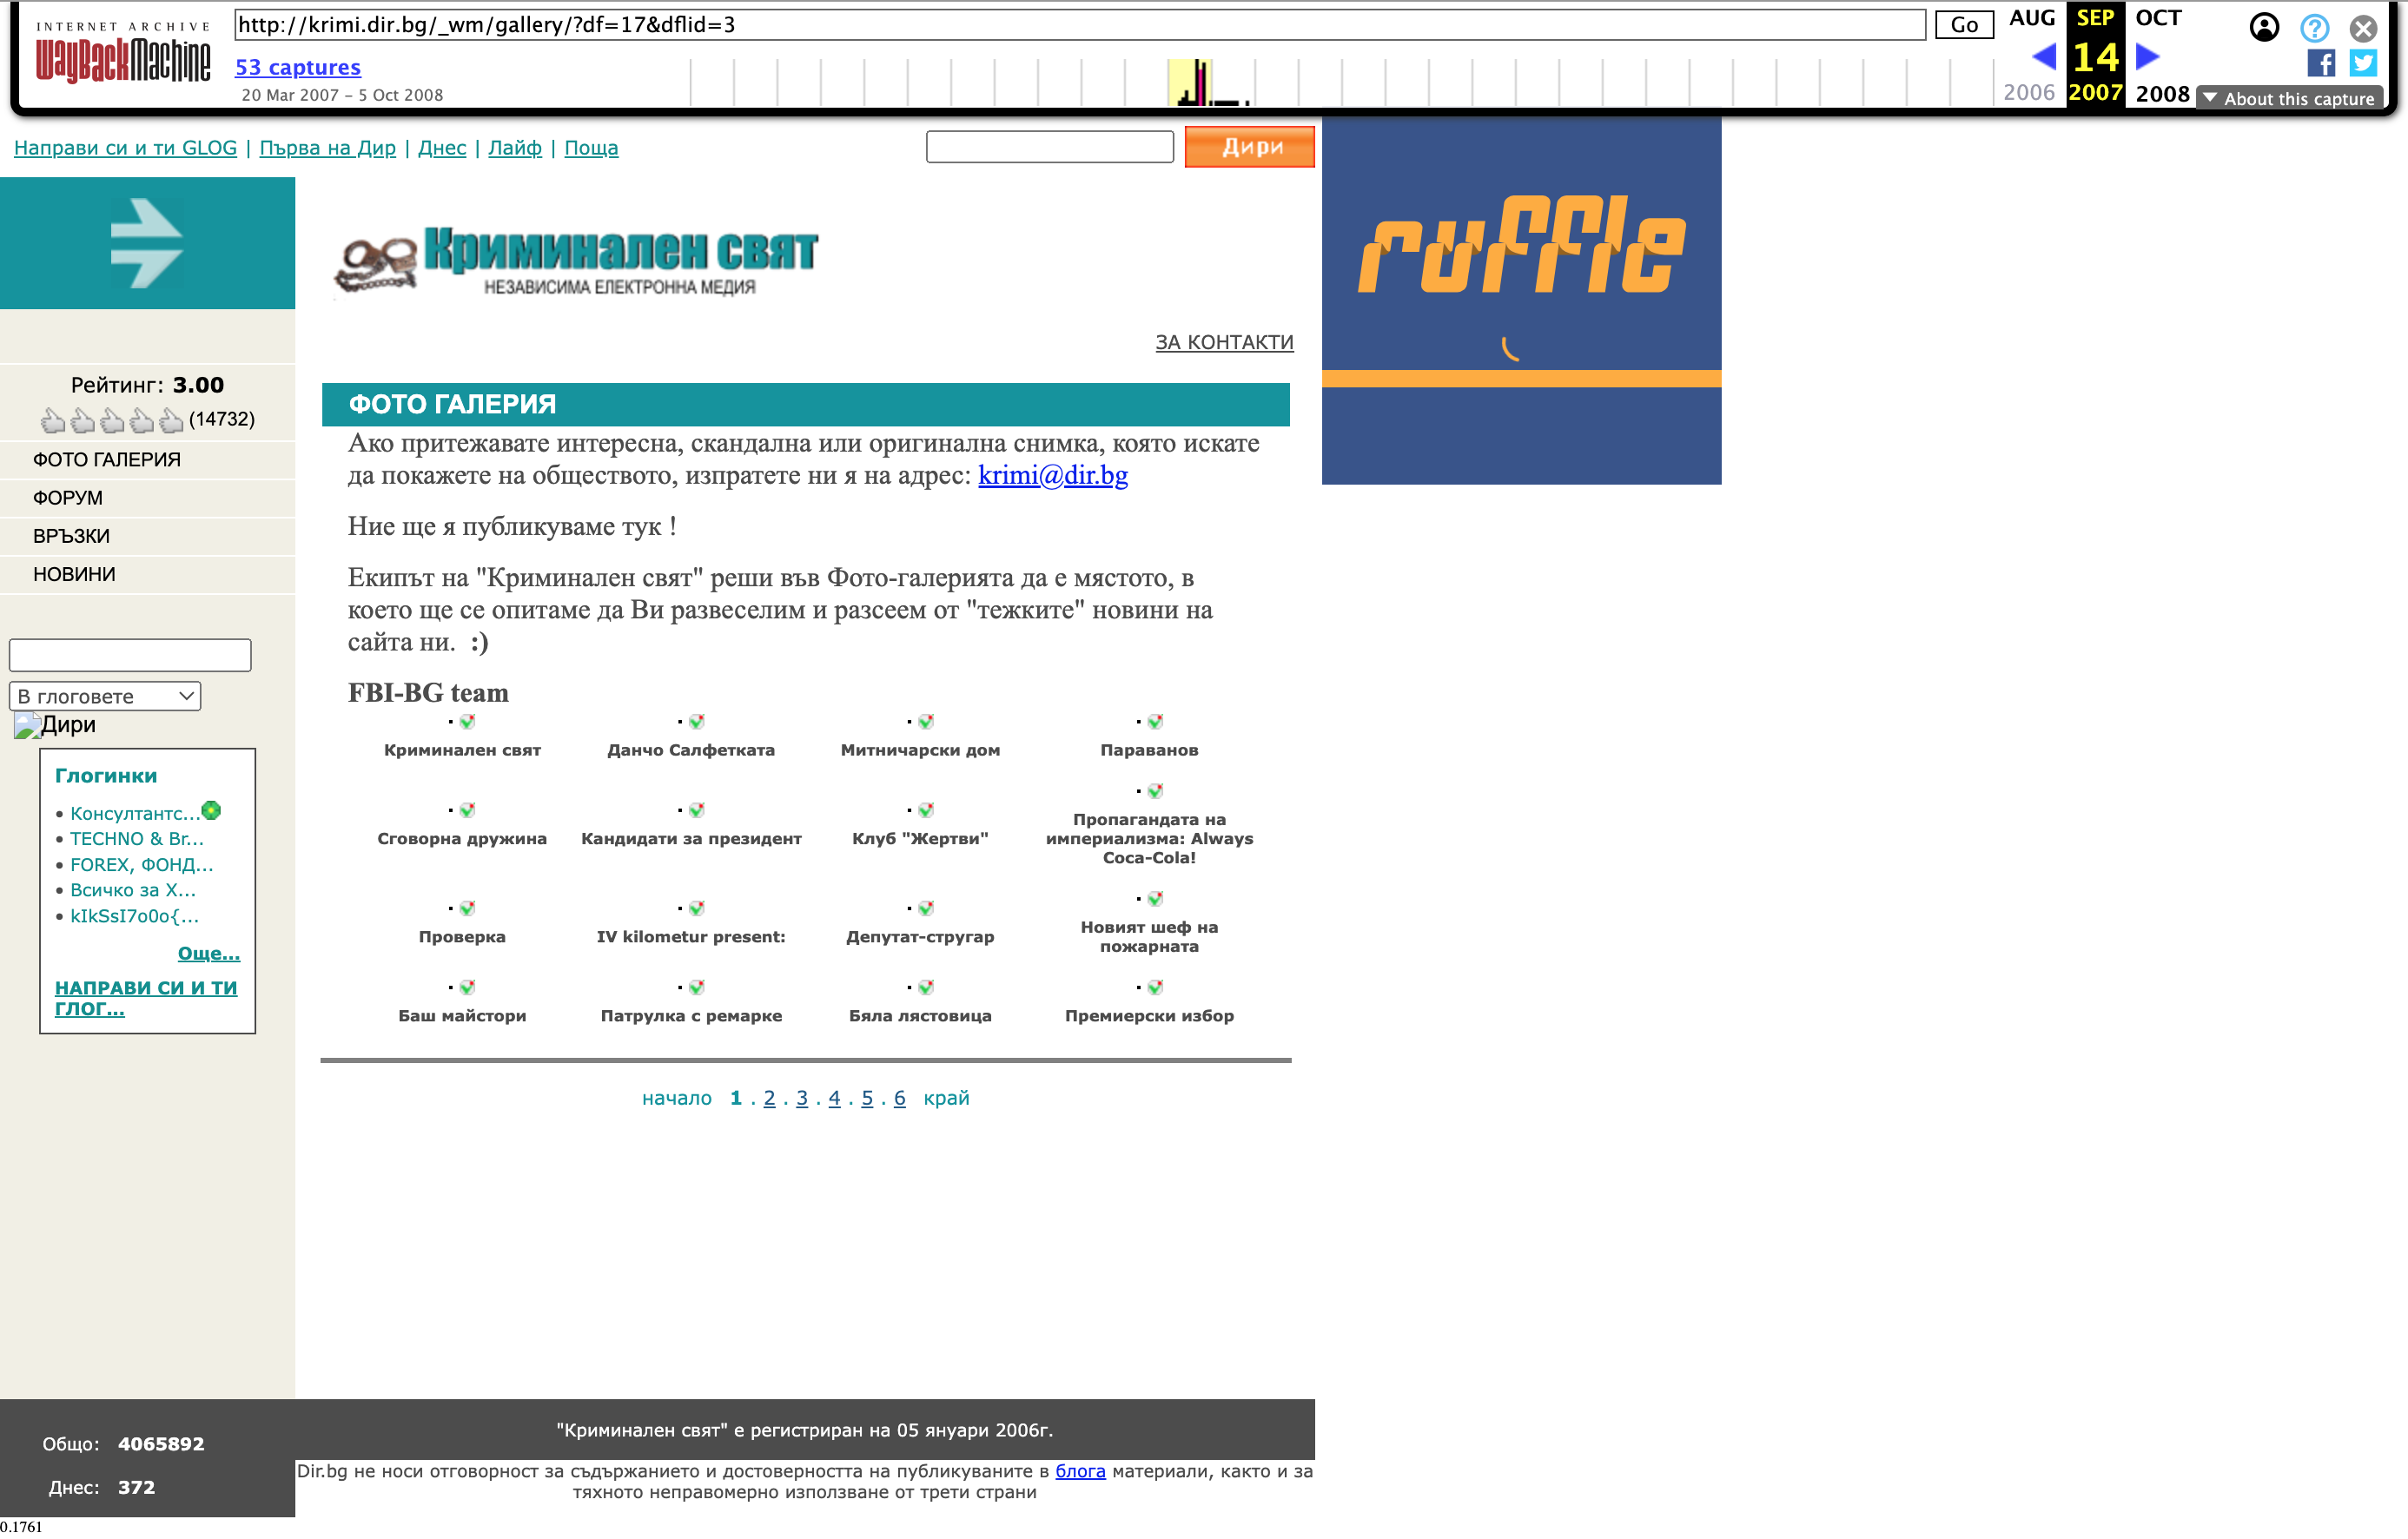 INTERNET ARCHIVE
WayBackMachine
http://krimi.dir.bg/_wm/gallery/?df=17&dflid=3
Go
53 captures
20 Mar 2007 – 5 Oct 2008
AUG SEP OCT
14
2006 2007 2008
About this capture
Направи си и ти GLOG | Първа на Дир | Днес | Лайф | Поща
Дири
ruffle
Криминален свят
НЕЗАВИСИМА ЕЛЕКТРОННА МЕДИЯ
ЗА КОНТАКТИ
Рейтинг: 3.00
(14732)
ФОТО ГАЛЕРИЯ
ФОРУМ
ВРЪЗКИ
НОВИНИ
В глоговете
Дири
Глогинки
• Консултантс...
• TECHNO & Br...
• FOREX, ФОНД...
• Всичко за Х...
• kIkSsI7o0o{...
Още...
НАПРАВИ СИ И ТИ
ГЛОГ...
ФОТО ГАЛЕРИЯ
Ако притежавате интересна, скандална или оригинална снимка, която искате
да покажете на обществото, изпратете ни я на адрес: krimi@dir.bg
Ние ще я публикуваме тук !
Екипът на "Криминален свят" реши във Фото-галерията да е мястото, в
което ще се опитаме да Ви развеселим и разсеем от "тежките" новини на
сайта ни. :)
FBI-BG team
Криминален свят Данчо Салфетката Митничарски дом Параванов
Сговорна дружина Кандидати за президент Клуб "Жертви" Пропагандата на
империализма: Always
Coca-Cola!
Проверка IV kilometur present: Депутат-стругар Новият шеф на
пожарната
Баш майстори Патрулка с ремарке Бяла лястовица Премиерски избор
начало 1 . 2 . 3 . 4 . 5 . 6 край
Общо: 4065892
Днес: 372
"Криминален свят" е регистриран на 05 януари 2006г.
Dir.bg не носи отговорност за съдържанието и достоверността на публикуваните в блога материали, както и за
тяхното неправомерно използване от трети страни
0.1761